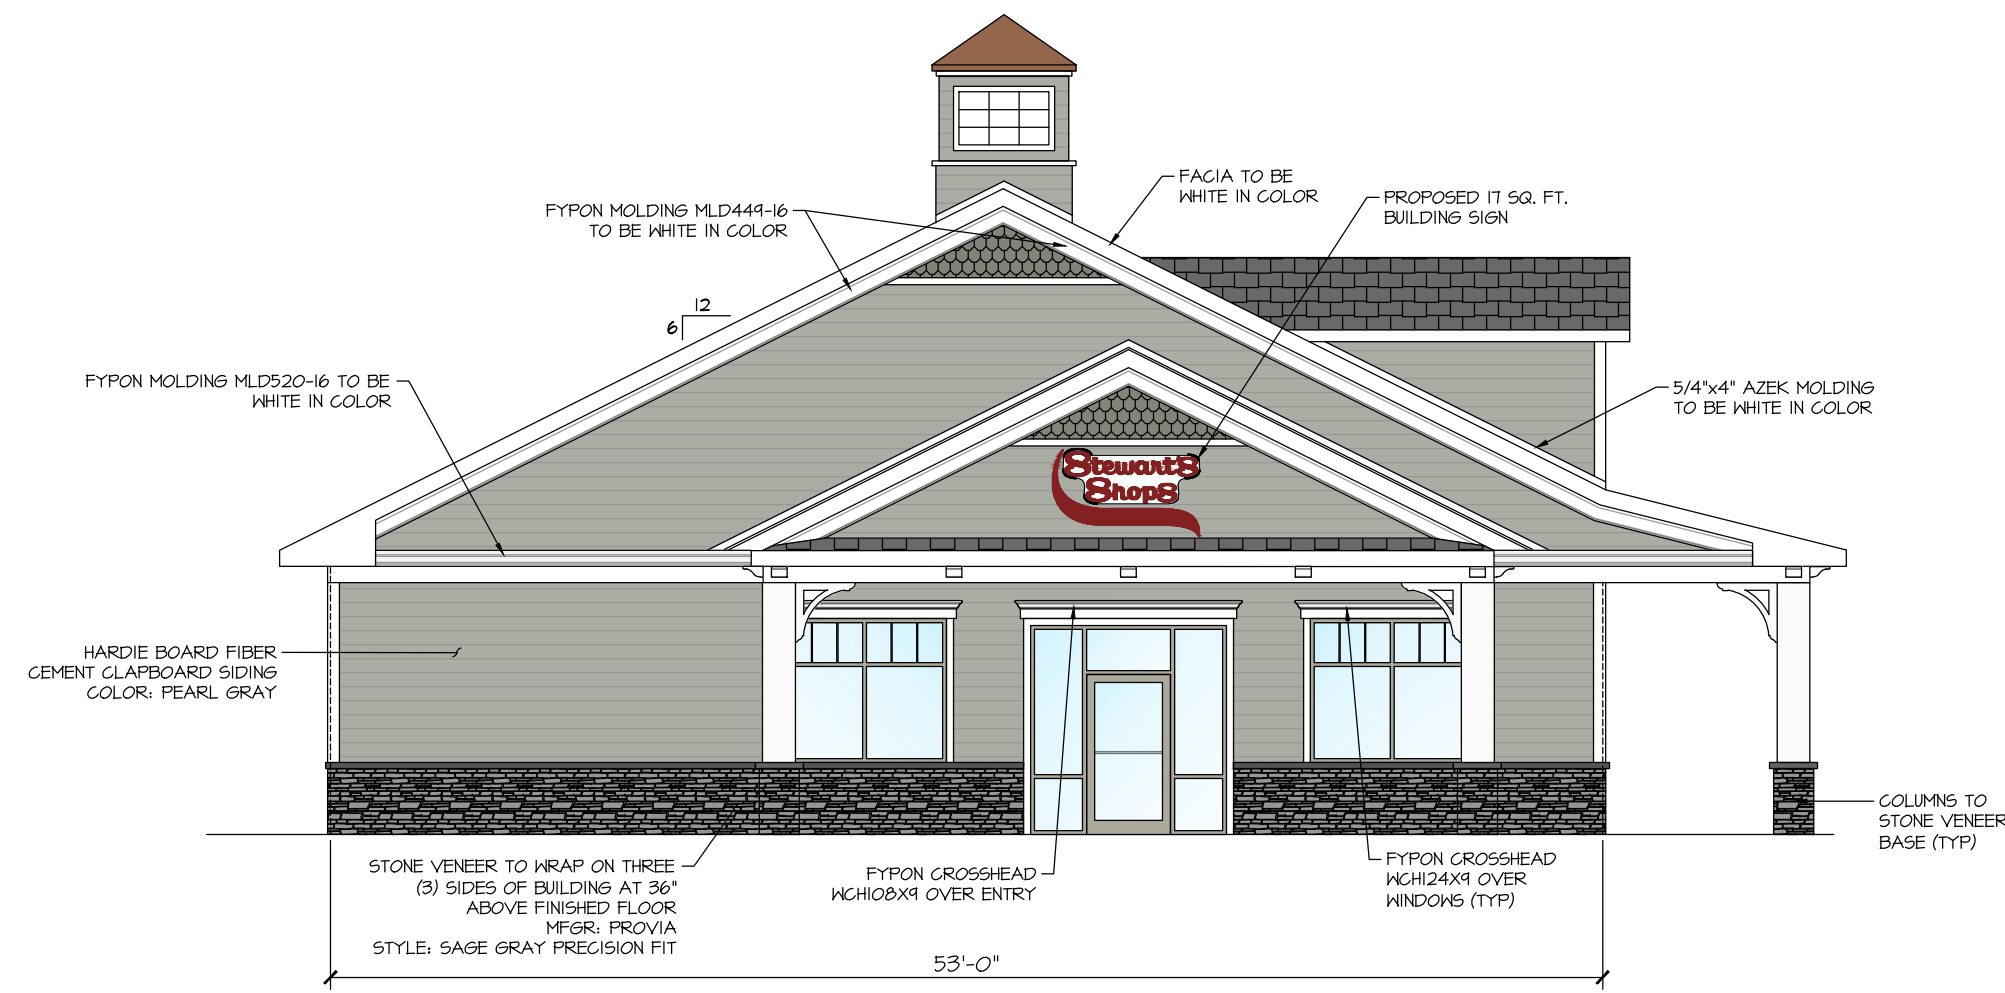 FACIA TO BE
WHITE IN COLOR
PROPOSED 17 SQ. FT.
BUILDING SIGN
FYPON MOLDING MLD449-16
TO BE WHITE IN COLOR
12
6
FYPON MOLDING MLD520-16 TO BE
WHITE IN COLOR
5/4"x4" AZEK MOLDING
TO BE WHITE IN COLOR
Stewart's
Shops
HARDIE BOARD FIBER
CEMENT CLAPBOARD SIDING
COLOR: PEARL GRAY
COLUMNS TO
STONE VENEER
BASE (TYP)
STONE VENEER TO WRAP ON THREE
(3) SIDES OF BUILDING AT 36"
ABOVE FINISHED FLOOR
MFGR: PROVIA
STYLE: SAGE GRAY PRECISION FIT
FYPON CROSSHEAD
WCH108X9 OVER ENTRY
FYPON CROSSHEAD
WCH124X9 OVER
WINDOWS (TYP)
53'-0"